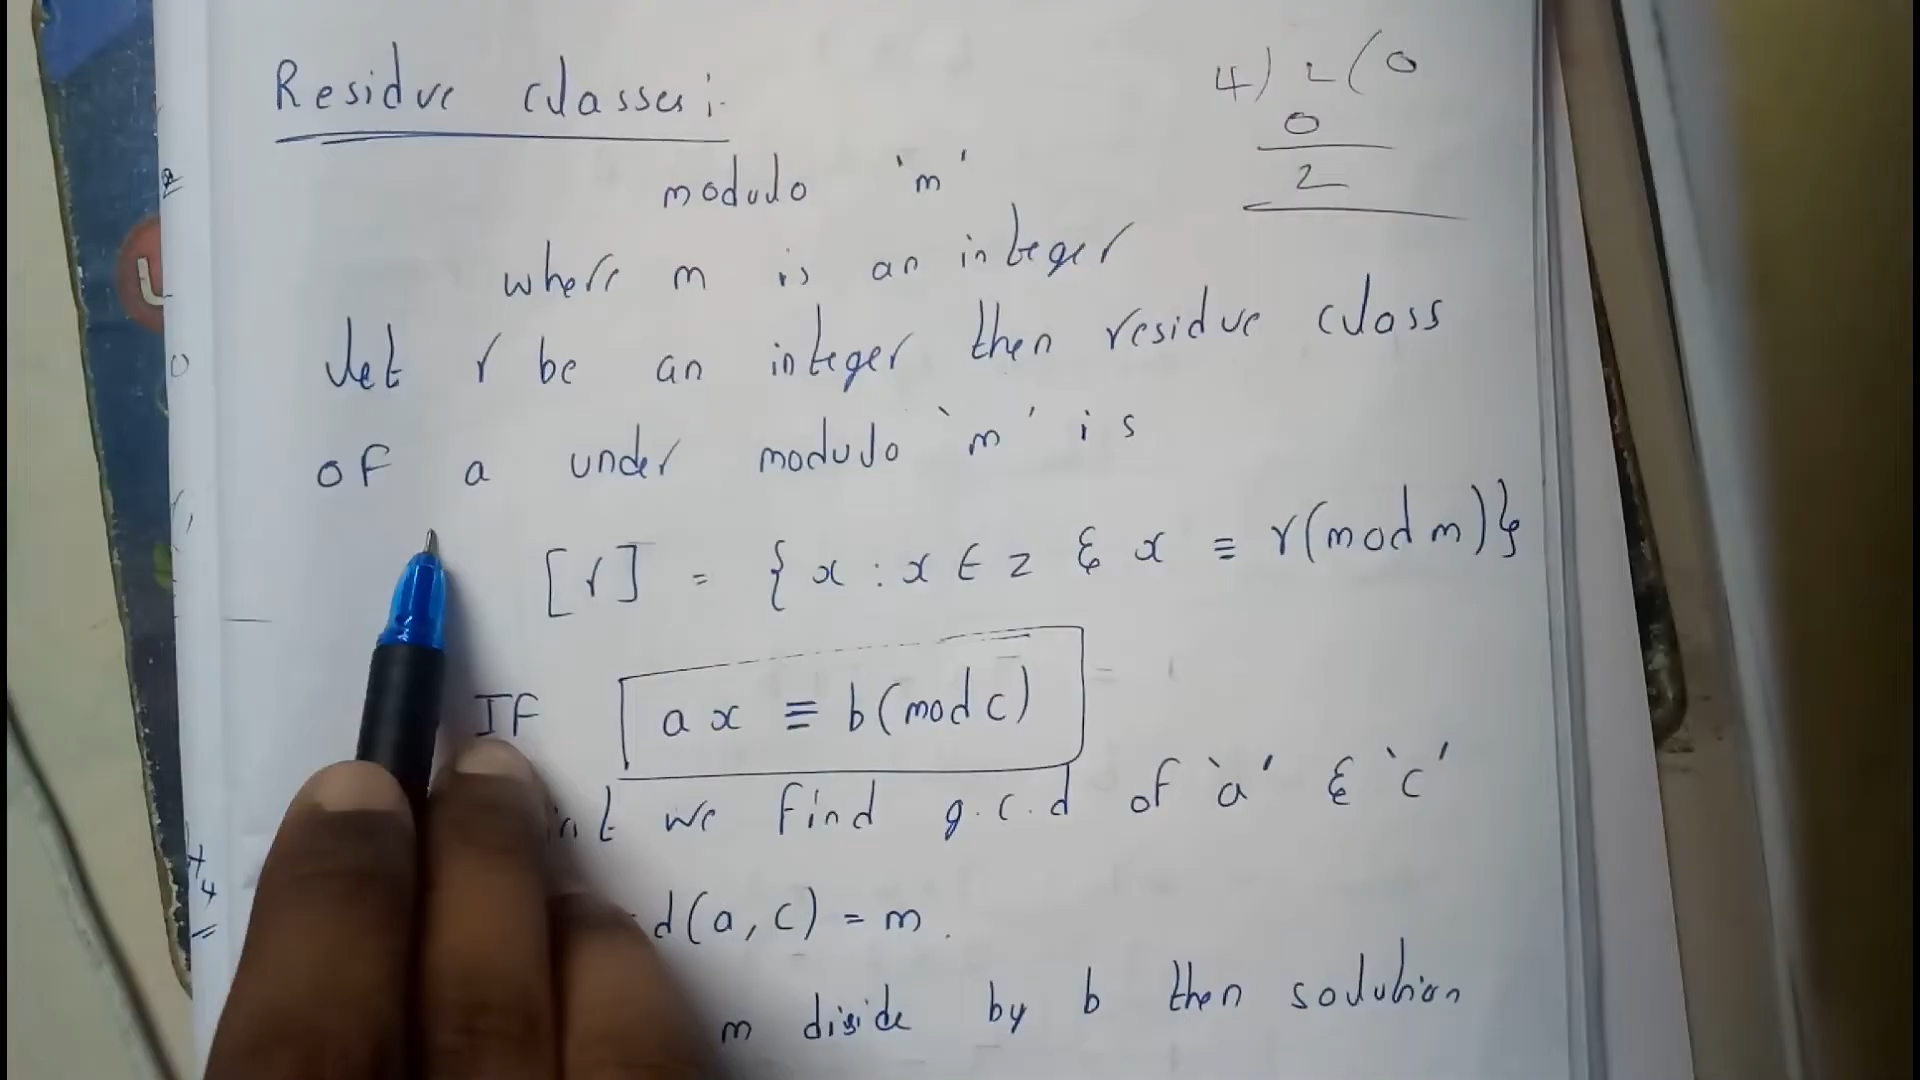 Residue classes:-
4) 2 (0
0
2
modulo 'm'
where m is an integer
Let r be an integer then residue class
of a under modulo 'm' is
[r] = {x : x ∈ z & x ≡ r(mod m)}
IF ax ≡ b(mod c)
we find g.c.d of 'a' & 'c'
d(a, c) = m.
m diside by b then solution